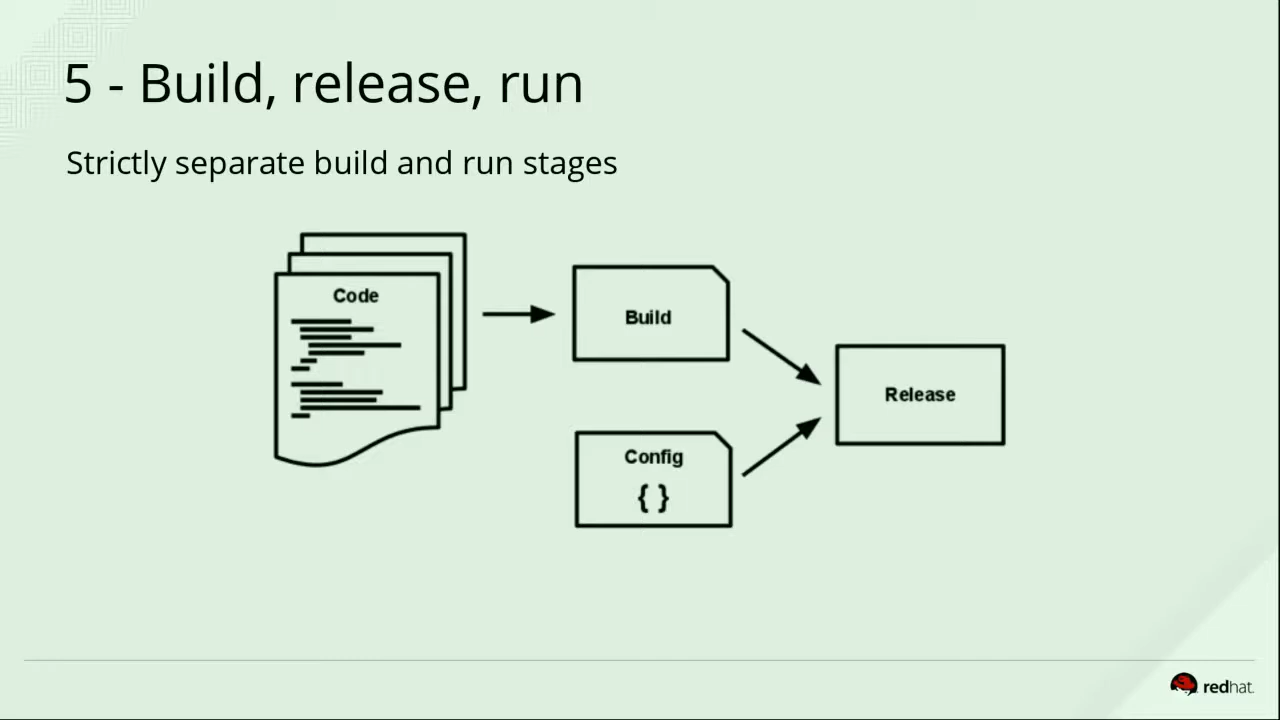 5 - Build, release, run
Strictly separate build and run stages
Code
Build
Release
Config
{ }
redhat.